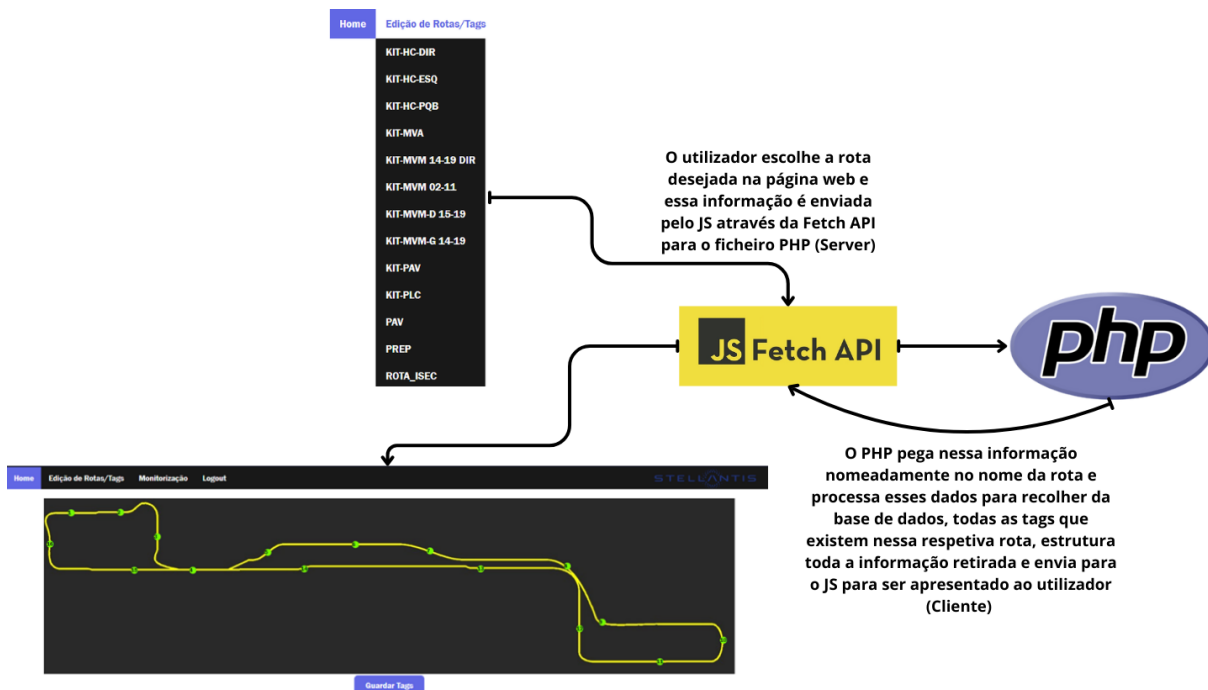 Home Edição de Rotas/Tags
KIT-HC-DIR
KIT-HC-ESQ
KIT-HC-PQB
KIT-MVA
KIT-MVM 14-19 DIR
KIT-MVM 02-11
KIT-MVM-D 15-19
KIT-MVM-G 14-19
KIT-PAV
KIT-PLC
PAV
PREP
ROTA_ISEC
O utilizador escolhe a rota
desejada na página web e
essa informação é enviada
pelo JS através da Fetch API
para o ficheiro PHP (Server)
JS Fetch API
php
O PHP pega nessa informação
nomeadamente no nome da rota e
processa esses dados para recolher da
base de dados, todas as tags que
existem nessa respetiva rota, estrutura
toda a informação retirada e envia para
o JS para ser apresentado ao utilizador
(Cliente)
Home Edição de Rotas/Tags Monitorização Logout STELLANTIS
Guardar Tags